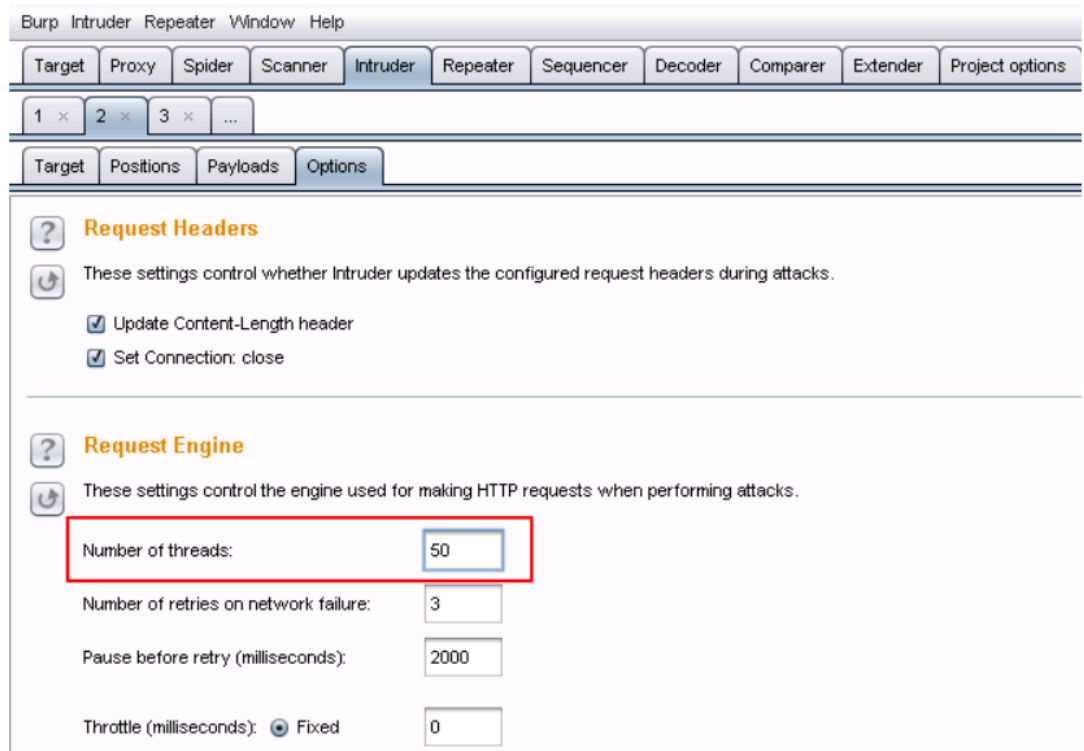 Burp Intruder Repeater Window Help
Target Proxy Spider Scanner Intruder Repeater Sequencer Decoder Comparer Extender Project options
1 × 2 × 3 × ...
Target Positions Payloads Options
? Request Headers
These settings control whether Intruder updates the configured request headers during attacks.
Update Content-Length header
Set Connection: close
? Request Engine
These settings control the engine used for making HTTP requests when performing attacks.
Number of threads: 50
Number of retries on network failure: 3
Pause before retry (milliseconds): 2000
Throttle (milliseconds): Fixed 0